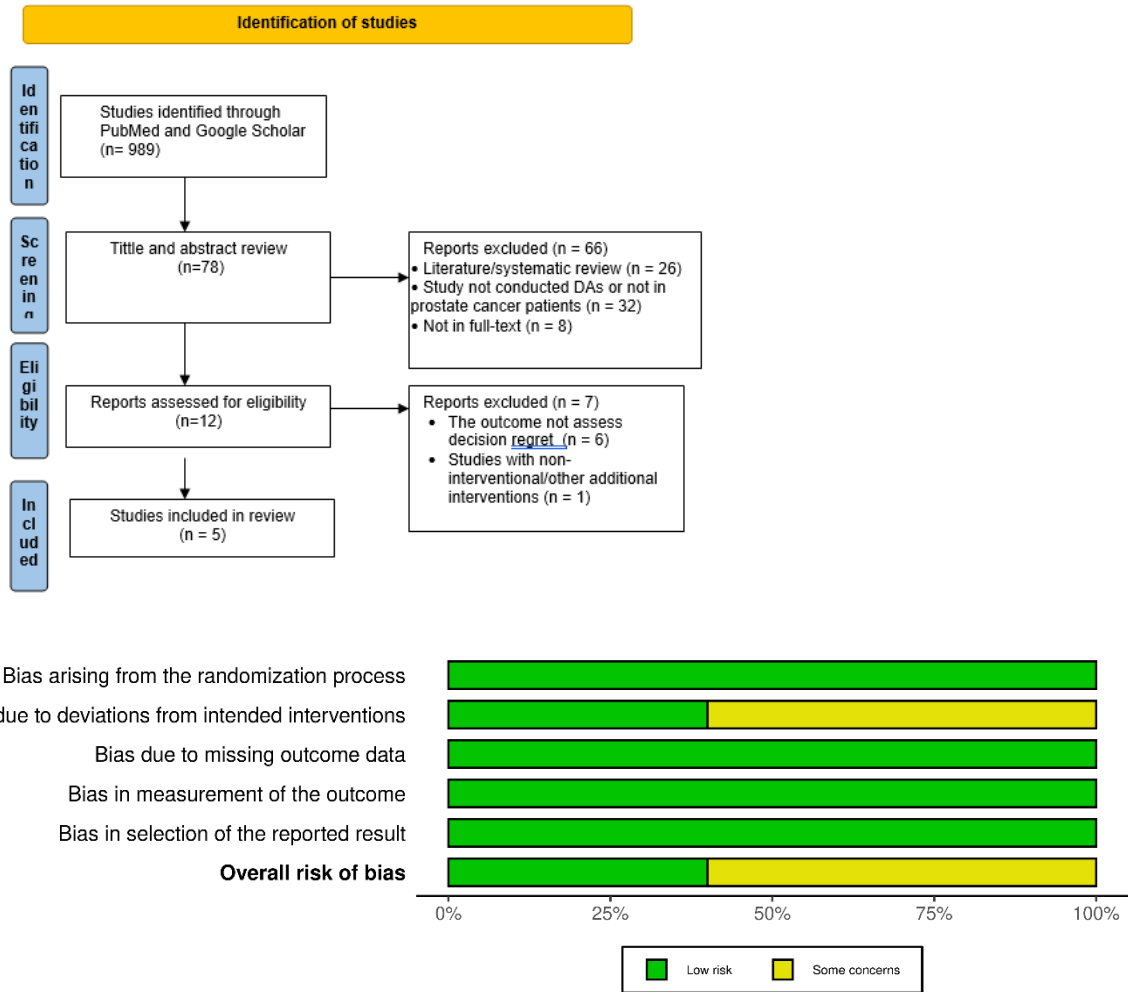 Identification of studies
Id
en
tifi
ca
tio
n
Studies identified through
PubMed and Google Scholar
(n= 989)
Sc
re
en
in
g
Tittle and abstract review
(n=78)
Reports excluded (n = 66)
• Literature/systematic review (n = 26)
• Study not conducted DAs or not in
prostate cancer patients (n = 32)
• Not in full-text (n = 8)
Eli
gi
bil
ity
Reports assessed for eligibility
(n=12)
Reports excluded (n = 7)
• The outcome not assess
decision regret (n = 6)
• Studies with non-
interventional/other additional
interventions (n = 1)
In
cl
ud
ed
Studies included in review
(n = 5)
Bias arising from the randomization process
due to deviations from intended interventions
Bias due to missing outcome data
Bias in measurement of the outcome
Bias in selection of the reported result
Overall risk of bias
0% 25% 50% 75% 100%
Low risk Some concerns